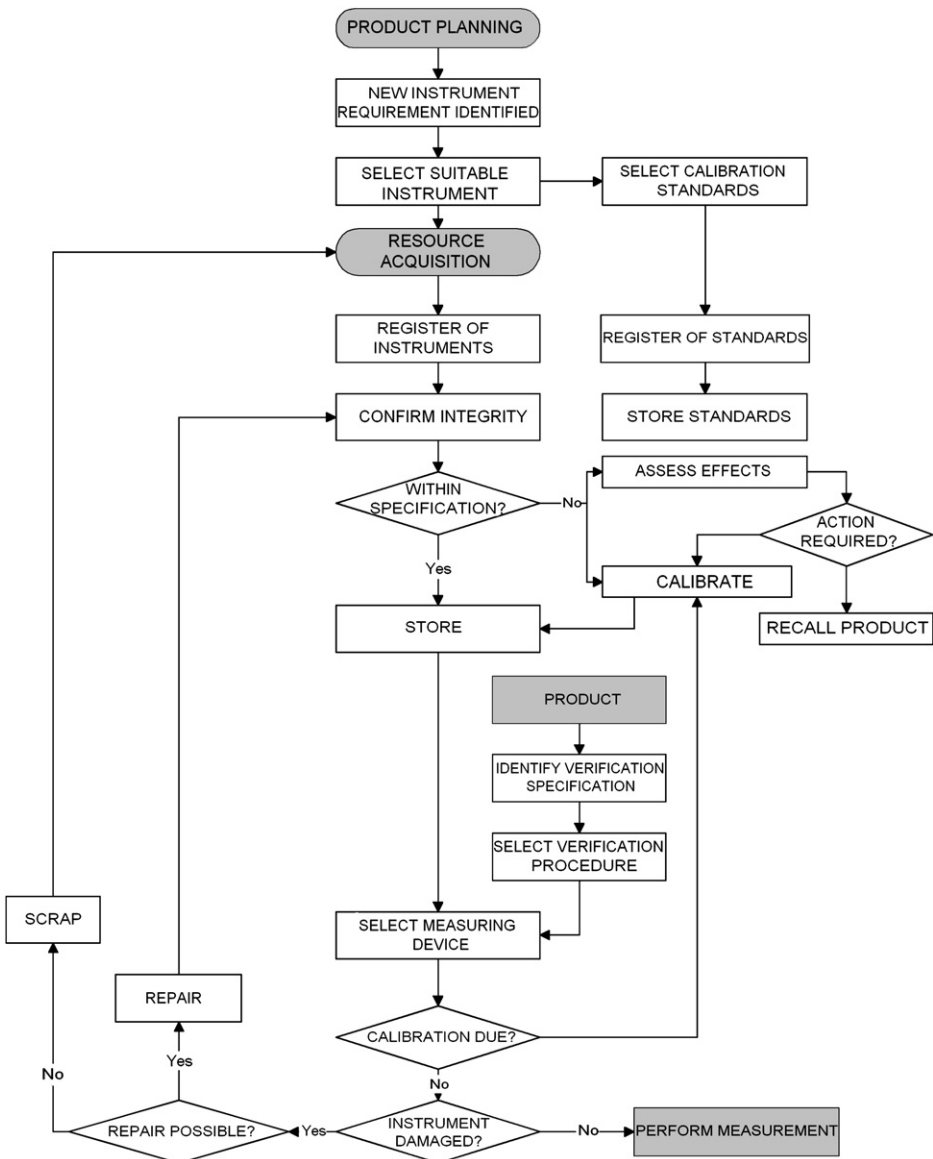 PRODUCT PLANNING
NEW INSTRUMENT
REQUIREMENT IDENTIFIED
SELECT SUITABLE
INSTRUMENT
SELECT CALIBRATION
STANDARDS
RESOURCE
ACQUISITION
REGISTER OF
INSTRUMENTS
REGISTER OF STANDARDS
CONFIRM INTEGRITY
STORE STANDARDS
WITHIN
SPECIFICATION?
No
ASSESS EFFECTS
ACTION
REQUIRED?
Yes
CALIBRATE
STORE
RECALL PRODUCT
PRODUCT
IDENTIFY VERIFICATION
SPECIFICATION
SELECT VERIFICATION
PROCEDURE
SCRAP
SELECT MEASURING
DEVICE
REPAIR
CALIBRATION DUE?
No
Yes
No
REPAIR POSSIBLE?
Yes
INSTRUMENT
DAMAGED?
No
PERFORM MEASUREMENT